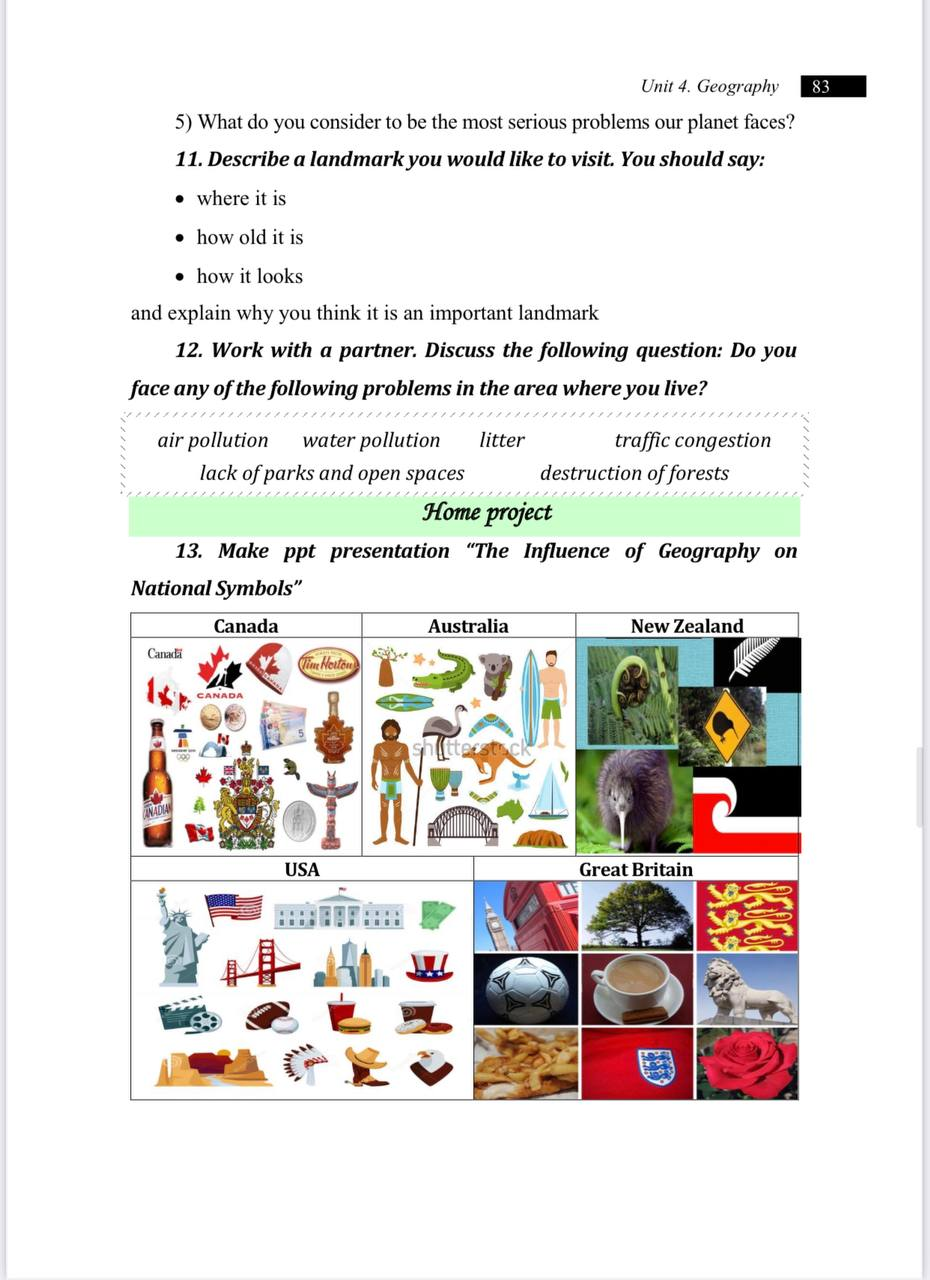 Unit 4. Geography 83
5) What do you consider to be the most serious problems our planet faces?
11. Describe a landmark you would like to visit. You should say:
• where it is
• how old it is
• how it looks
and explain why you think it is an important landmark
12. Work with a partner. Discuss the following question: Do you
face any of the following problems in the area where you live?
air pollution water pollution litter traffic congestion
lack of parks and open spaces destruction of forests
Home project
13. Make ppt presentation “The Influence of Geography on
National Symbols”
Canada Australia New Zealand
Canada
CANADA
Tim Hortons
5
CANADIAN
shutterstock
USA Great Britain